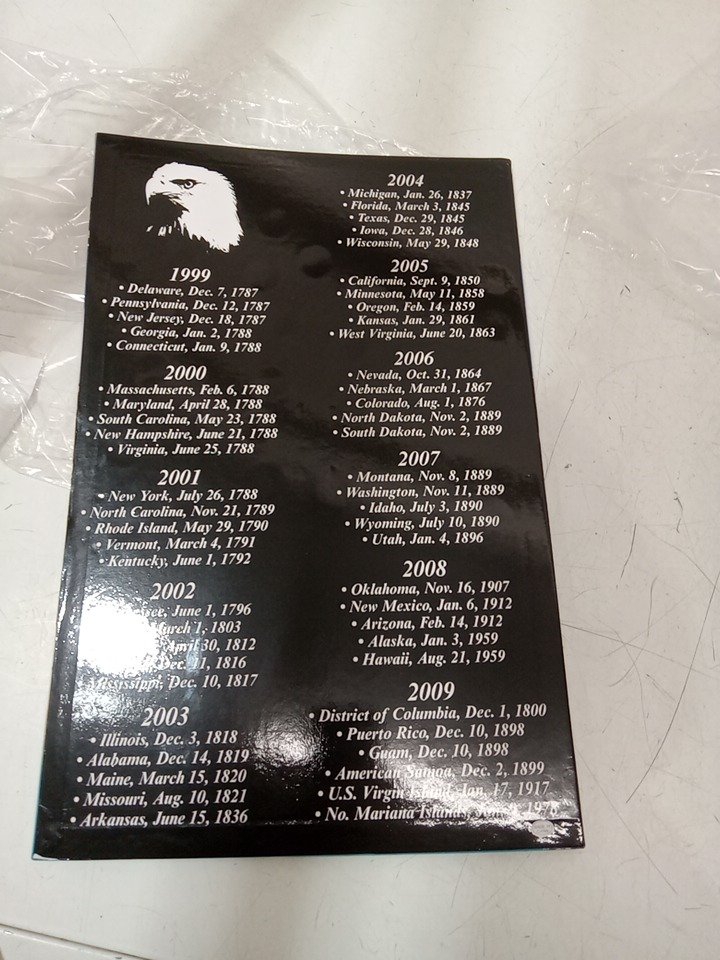 1999
• Delaware, Dec. 7, 1787
• Pennsylvania, Dec. 12, 1787
• New Jersey, Dec. 18, 1787
• Georgia, Jan. 2, 1788
• Connecticut, Jan. 9, 1788
2000
• Massachusetts, Feb. 6, 1788
• Maryland, April 28, 1788
• South Carolina, May 23, 1788
• New Hampshire, June 21, 1788
• Virginia, June 25, 1788
2001
• New York, July 26, 1788
• North Carolina, Nov. 21, 1789
• Rhode Island, May 29, 1790
• Vermont, March 4, 1791
• Kentucky, June 1, 1792
2002
June 1, 1796
March 1, 1803
April 30, 1812
Dec. 11, 1816
Mississippi, Dec. 10, 1817
2003
• Illinois, Dec. 3, 1818
• Alabama, Dec. 14, 1819
• Maine, March 15, 1820
• Missouri, Aug. 10, 1821
• Arkansas, June 15, 1836
2004
• Michigan, Jan. 26, 1837
• Florida, March 3, 1845
• Texas, Dec. 29, 1845
• Iowa, Dec. 28, 1846
• Wisconsin, May 29, 1848
2005
• California, Sept. 9, 1850
• Minnesota, May 11, 1858
• Oregon, Feb. 14, 1859
• Kansas, Jan. 29, 1861
• West Virginia, June 20, 1863
2006
• Nevada, Oct. 31, 1864
• Nebraska, March 1, 1867
• Colorado, Aug. 1, 1876
• North Dakota, Nov. 2, 1889
• South Dakota, Nov. 2, 1889
2007
• Montana, Nov. 8, 1889
• Washington, Nov. 11, 1889
• Idaho, July 3, 1890
• Wyoming, July 10, 1890
• Utah, Jan. 4, 1896
2008
• Oklahoma, Nov. 16, 1907
• New Mexico, Jan. 6, 1912
• Arizona, Feb. 14, 1912
• Alaska, Jan. 3, 1959
• Hawaii, Aug. 21, 1959
2009
• District of Columbia, Dec. 1, 1800
• Puerto Rico, Dec. 10, 1898
• Guam, Dec. 10, 1898
• American Samoa, Dec. 2, 1899
• U.S. Virgin Island, Jan. 17, 1917
• No. Mariana Islands, 1978